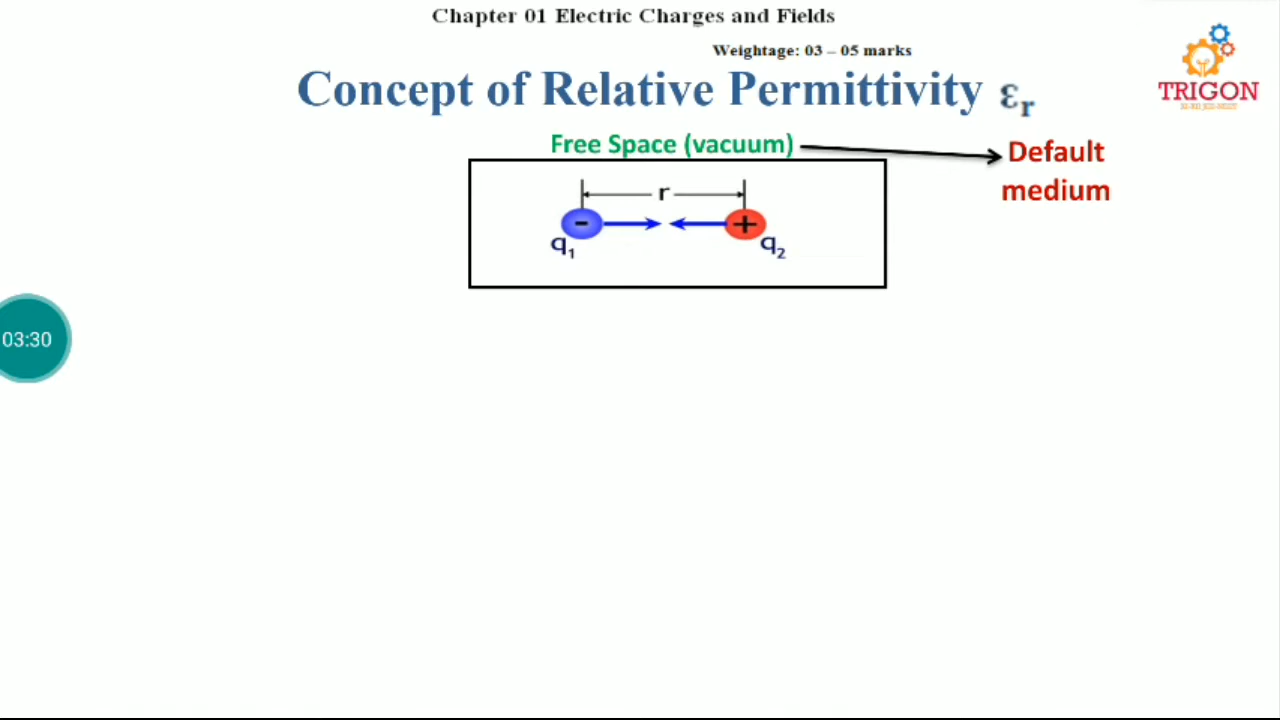 Chapter 01 Electric Charges and Fields
Weightage: 03 – 05 marks
Concept of Relative Permittivity εr
TRIGON
Free Space (vacuum)
Default
medium
r
- +
q1 q2
03:30